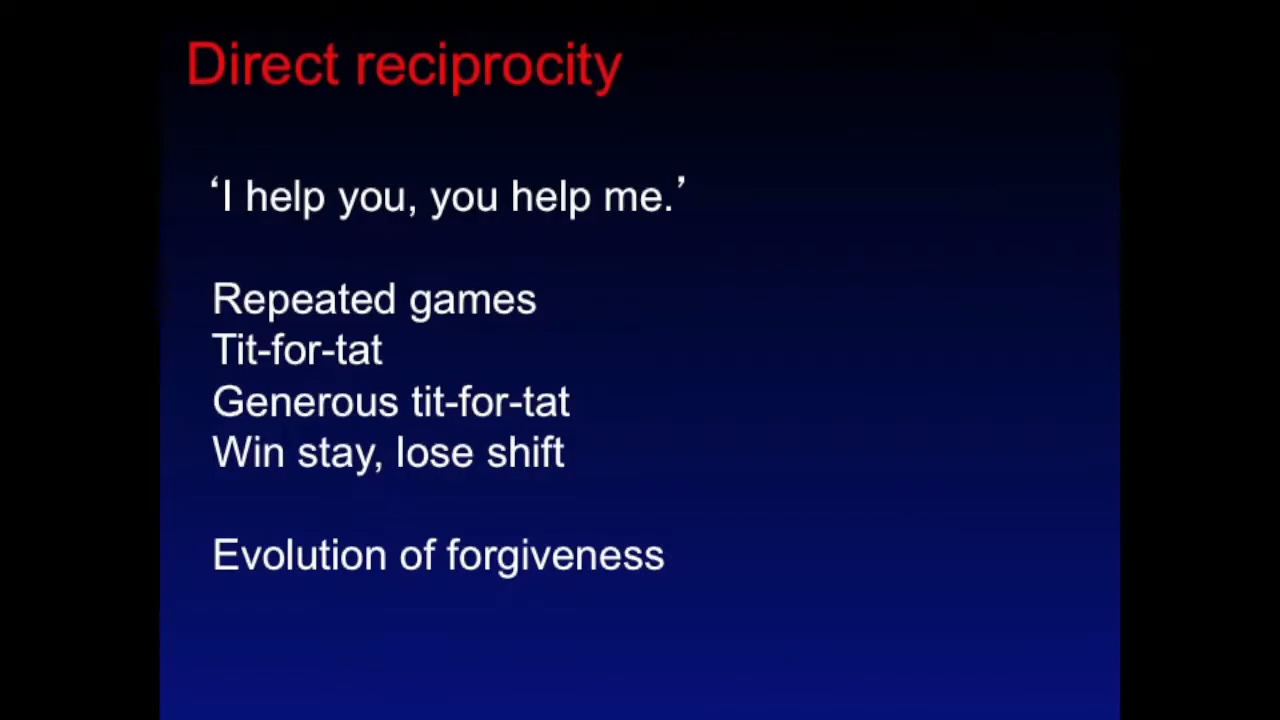 Direct reciprocity
‘I help you, you help me.’
Repeated games
Tit-for-tat
Generous tit-for-tat
Win stay, lose shift
Evolution of forgiveness